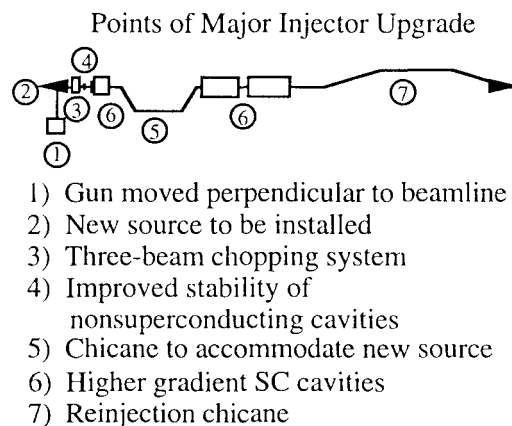 Points of Major Injector Upgrade
4
2
3
6
5
6
7
1
1) Gun moved perpendicular to beamline
2) New source to be installed
3) Three-beam chopping system
4) Improved stability of
nonsuperconducting cavities
5) Chicane to accommodate new source
6) Higher gradient SC cavities
7) Reinjection chicane